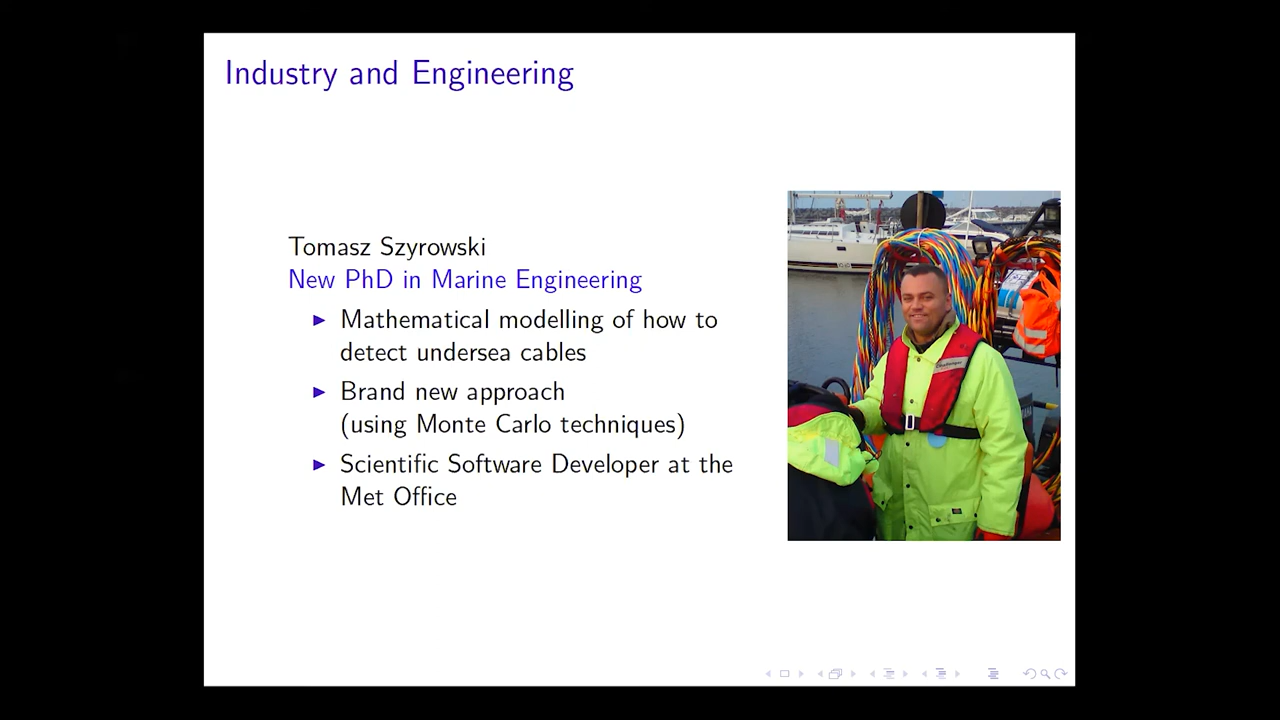 Industry and Engineering
Tomasz Szyrowski
New PhD in Marine Engineering
▶ Mathematical modelling of how to
detect undersea cables
▶ Brand new approach
(using Monte Carlo techniques)
▶ Scientific Software Developer at the
Met Office